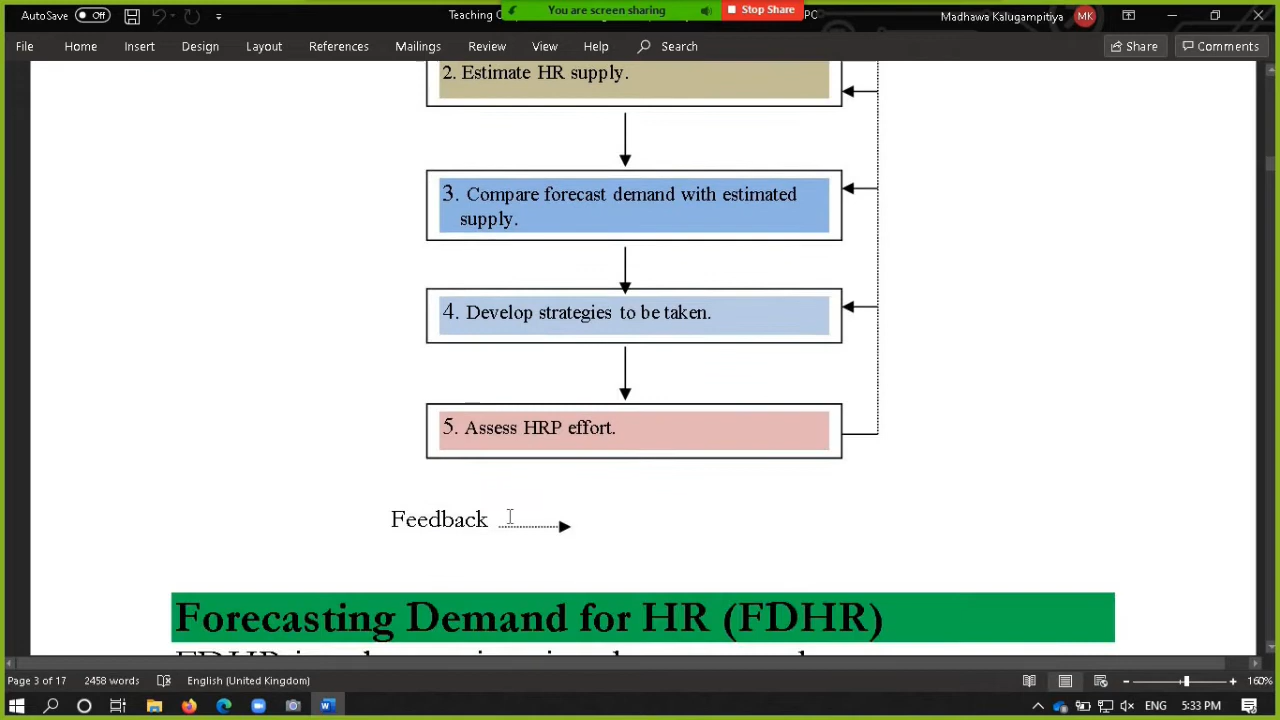 AutoSave Off
Teaching
You are screen sharing
Stop Share
Madhawa Kalugampitiya MK
File Home Insert Design Layout References Mailings Review View Help Search Share Comments
2. Estimate HR supply.
3. Compare forecast demand with estimated
supply.
4. Develop strategies to be taken.
5. Assess HRP effort.
Feedback
Forecasting Demand for HR (FDHR)
Page 3 of 17 2458 words English (United Kingdom) 160%
ENG 5:33 PM